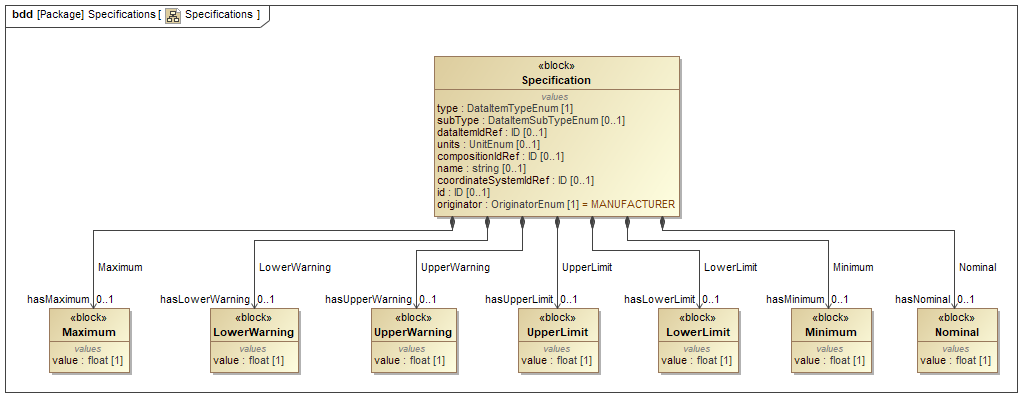 bdd [Package] Specifications [ Specifications ]
«block»
Specification
values
type : DataItemTypeEnum [1]
subType : DataItemSubTypeEnum [0..1]
dataItemIdRef : ID [0..1]
units : UnitEnum [0..1]
compositionIdRef : ID [0..1]
name : string [0..1]
coordinateSystemIdRef : ID [0..1]
id : ID [0..1]
originator : OriginatorEnum [1] = MANUFACTURER
Maximum LowerWarning UpperWarning UpperLimit LowerLimit Minimum Nominal
hasMaximum 0..1 hasLowerWarning 0..1 hasUpperWarning 0..1 hasUpperLimit 0..1 hasLowerLimit 0..1 hasMinimum 0..1 hasNominal 0..1
«block» «block» «block» «block» «block» «block» «block»
Maximum LowerWarning UpperWarning UpperLimit LowerLimit Minimum Nominal
values values values values values values values
value : float [1] value : float [1] value : float [1] value : float [1] value : float [1] value : float [1] value : float [1]